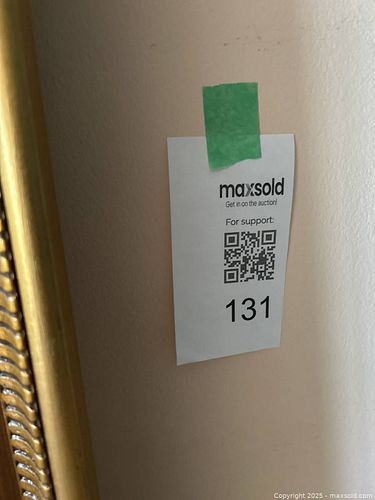 maxsold
Get in on the auction!
For support:
131
Copyright 2025 - maxsold.com